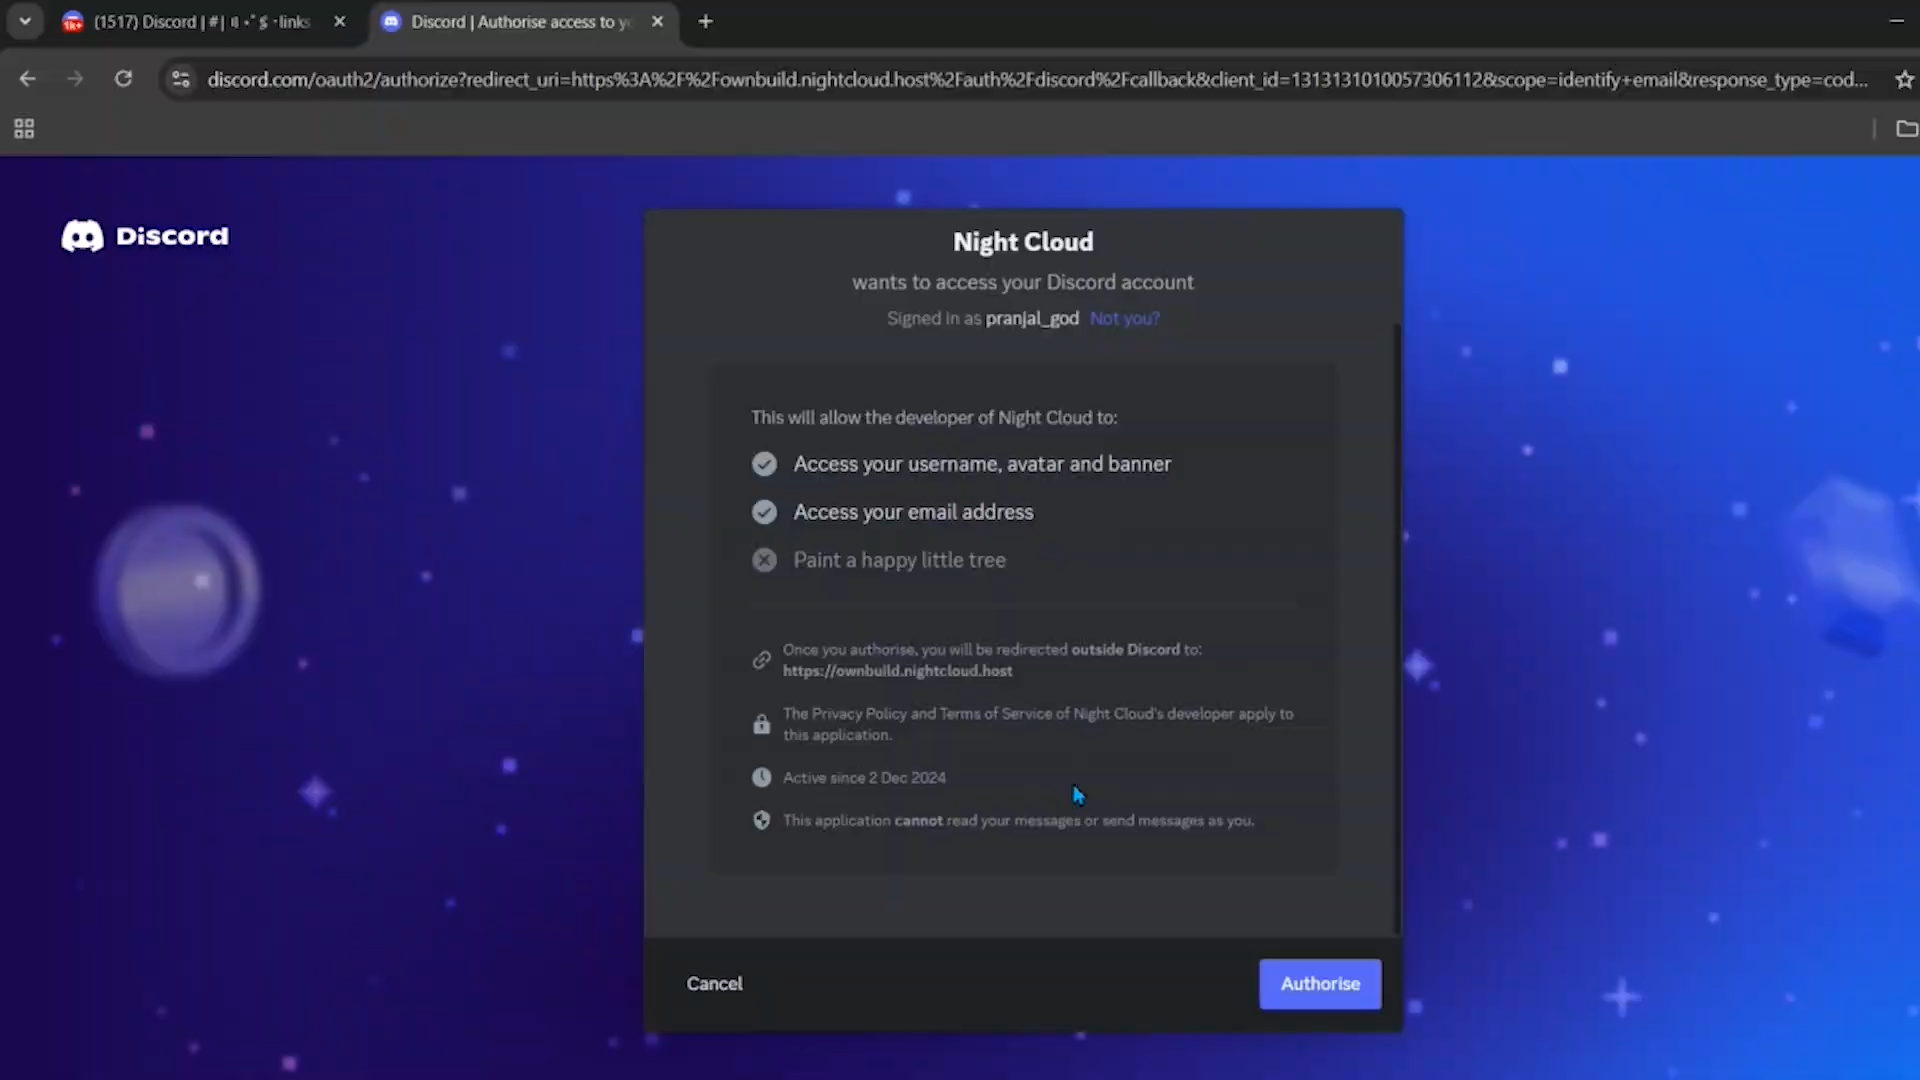 (1517) Discord | # |
links
Discord | Authorise access to yo
discord.com/oauth2/authorize?redirect_uri=https%3A%2F%2Fownbuild.nightcloud.host%2Fauth%2Fdiscord%2Fcallback&client_id=1313131010057306112&scope=identify+email&response_type=cod...
Discord
Night Cloud
wants to access your Discord account
Signed in as pranjal_god Not you?
This will allow the developer of Night Cloud to:
Access your username, avatar and banner
Access your email address
Paint a happy little tree
Once you authorise, you will be redirected outside Discord to:
https://ownbuild.nightcloud.host
The Privacy Policy and Terms of Service of Night Cloud's developer apply to
this application.
Active since 2 Dec 2024
This application cannot read your messages or send messages as you.
Cancel
Authorise